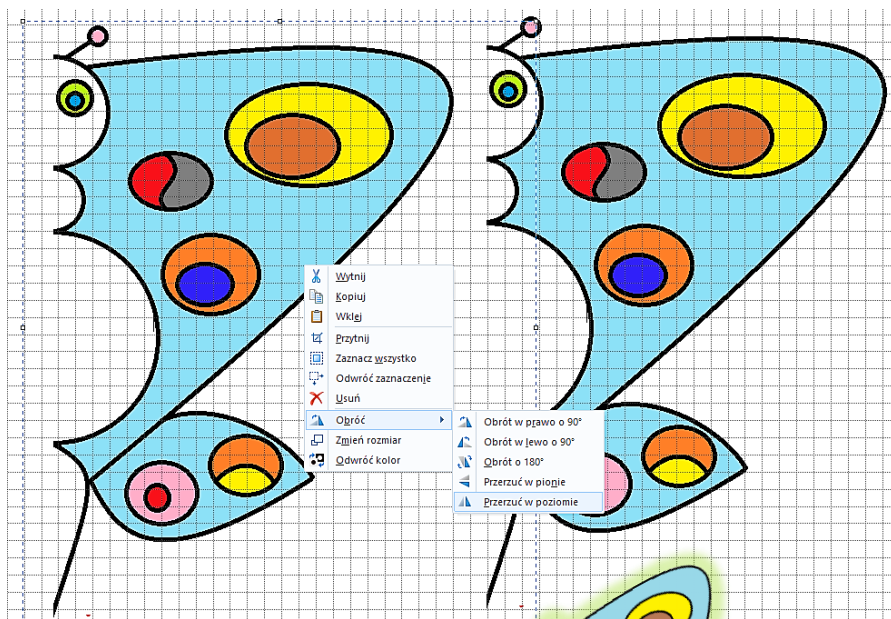 Wytnij
Kopiuj
Wklej
Przytnij
Zaznacz wszystko
Odwróć zaznaczenie
Usuń
Obróć
Zmień rozmiar
Odwróć kolor
Obrót w prawo o 90°
Obrót w lewo o 90°
Obrót o 180°
Przerzuć w pionie
Przerzuć w poziomie